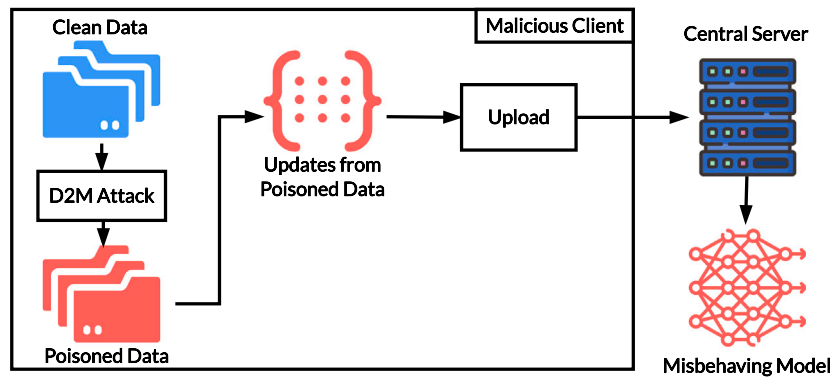 Clean Data
Malicious Client
Central Server
D2M Attack
Updates from
Poisoned Data
Upload
Poisoned Data
Misbehaving Model